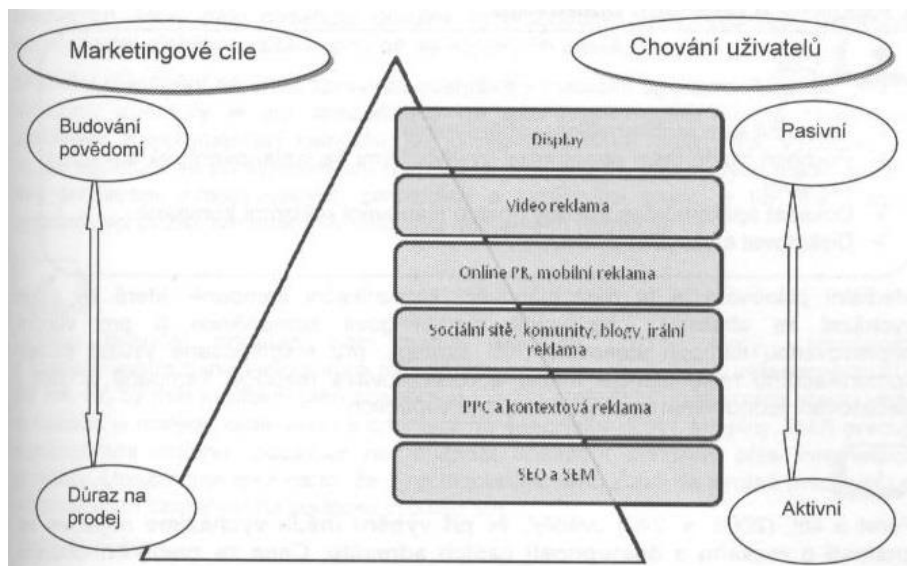 Marketingové cíle
Chování uživatelů
Budování
povědomí
Pasivní
Display
Video reklama
Online PR, mobilní reklama
Sociální sítě, komunity, blogy, irální
reklama
PPC a kontextová reklama
SEO a SEM
Důraz na
prodej
Aktivní